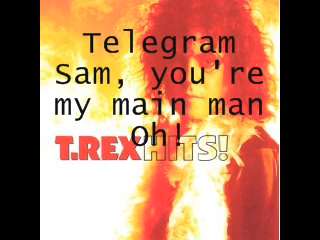 Telegram
Sam, you're
my main man
Oh!
T.REX HITS!